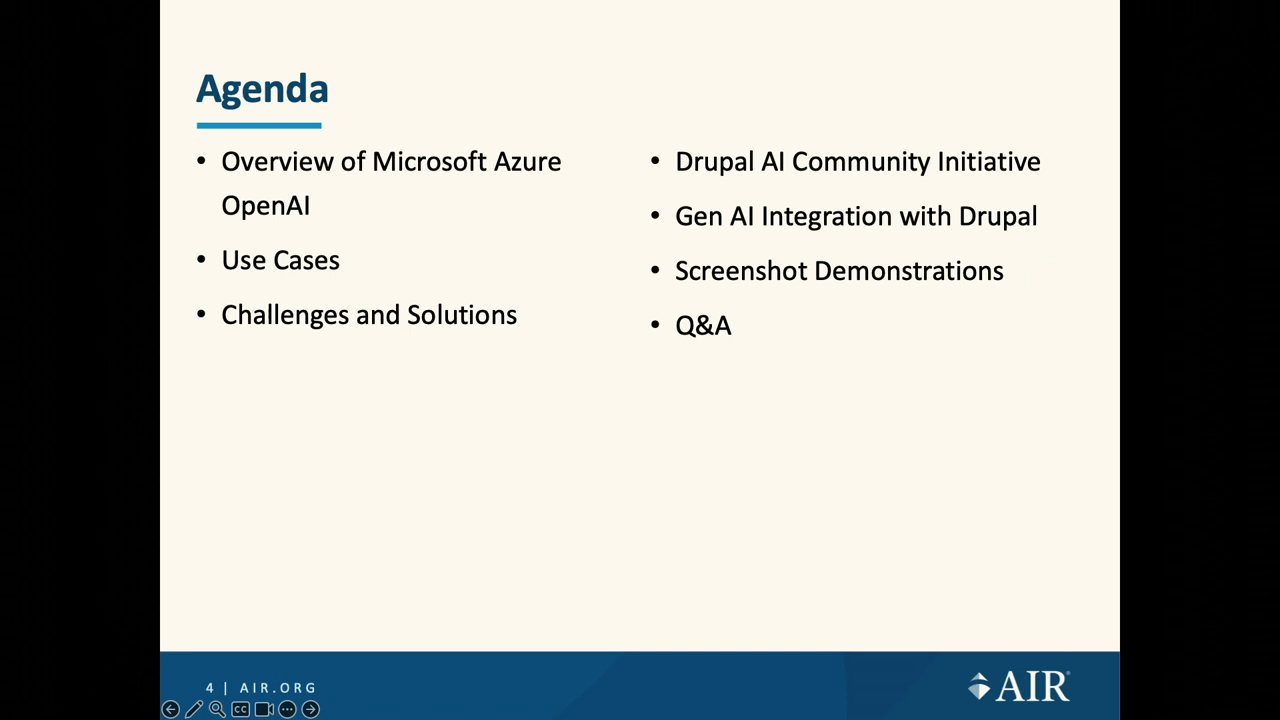 Agenda
• Overview of Microsoft Azure
OpenAI
• Use Cases
• Challenges and Solutions
• Drupal AI Community Initiative
• Gen AI Integration with Drupal
• Screenshot Demonstrations
• Q&A
4 | AIR.ORG
AIR®
CC